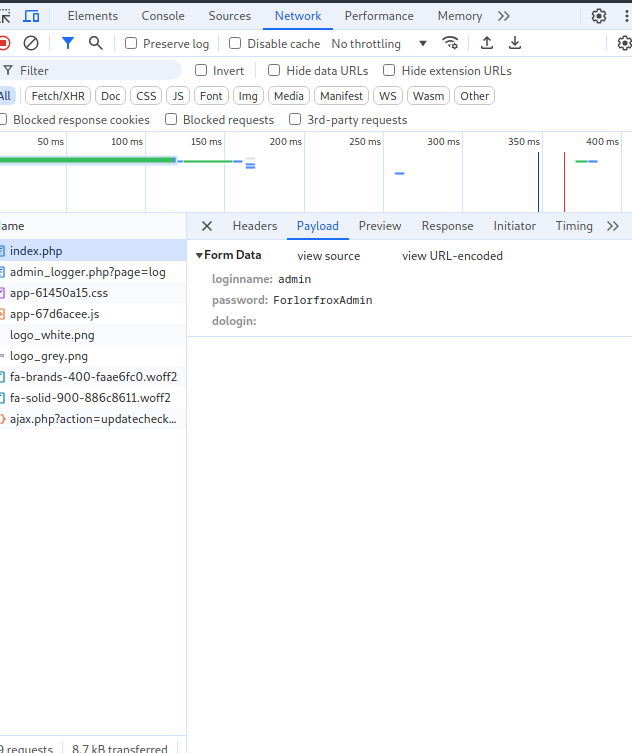 Elements Console Sources Network Performance Memory
Preserve log Disable cache No throttling
Filter Invert Hide data URLs Hide extension URLs
All Fetch/XHR Doc CSS JS Font Img Media Manifest WS Wasm Other
Blocked response cookies Blocked requests 3rd-party requests
50 ms 100 ms 150 ms 200 ms 250 ms 300 ms 350 ms 400 ms
ame Headers Payload Preview Response Initiator Timing
index.php
admin_logger.php?page=log
app-61450a15.css
app-67d6acee.js
logo_white.png
logo_grey.png
fa-brands-400-faae6fc0.woff2
fa-solid-900-886c8611.woff2
ajax.php?action=updatecheck...
Form Data view source view URL-encoded
loginname: admin
password: ForlorfroxAdmin
dologin:
9 requests 8.7 kB transferred